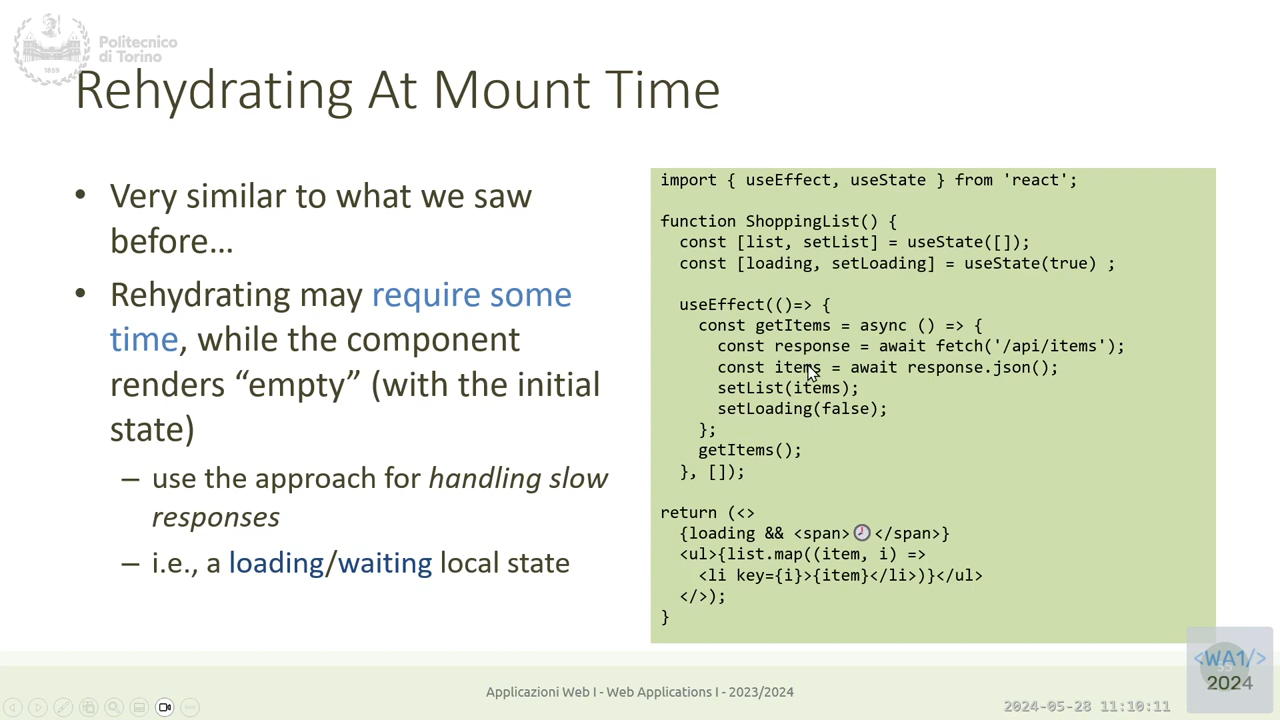 Politecnico
di Torino
1859
Rehydrating At Mount Time
• Very similar to what we saw
before…
• Rehydrating may require some
time, while the component
renders “empty” (with the initial
state)
– use the approach for handling slow
responses
– i.e., a loading/waiting local state
import { useEffect, useState } from 'react';
function ShoppingList() {
const [list, setList] = useState([]);
const [loading, setLoading] = useState(true) ;
useEffect(()=> {
const getItems = async () => {
const response = await fetch('/api/items');
const items = await response.json();
setList(items);
setLoading(false);
};
getItems();
}, []);
return (<>
{loading && <span>🕗</span>}
<ul>{list.map((item, i) =>
<li key={i}>{item}</li>)}</ul>
</>);
}
Applicazioni Web I - Web Applications I - 2023/2024
<WA1/>
2024
2024-05-28 11:10:11